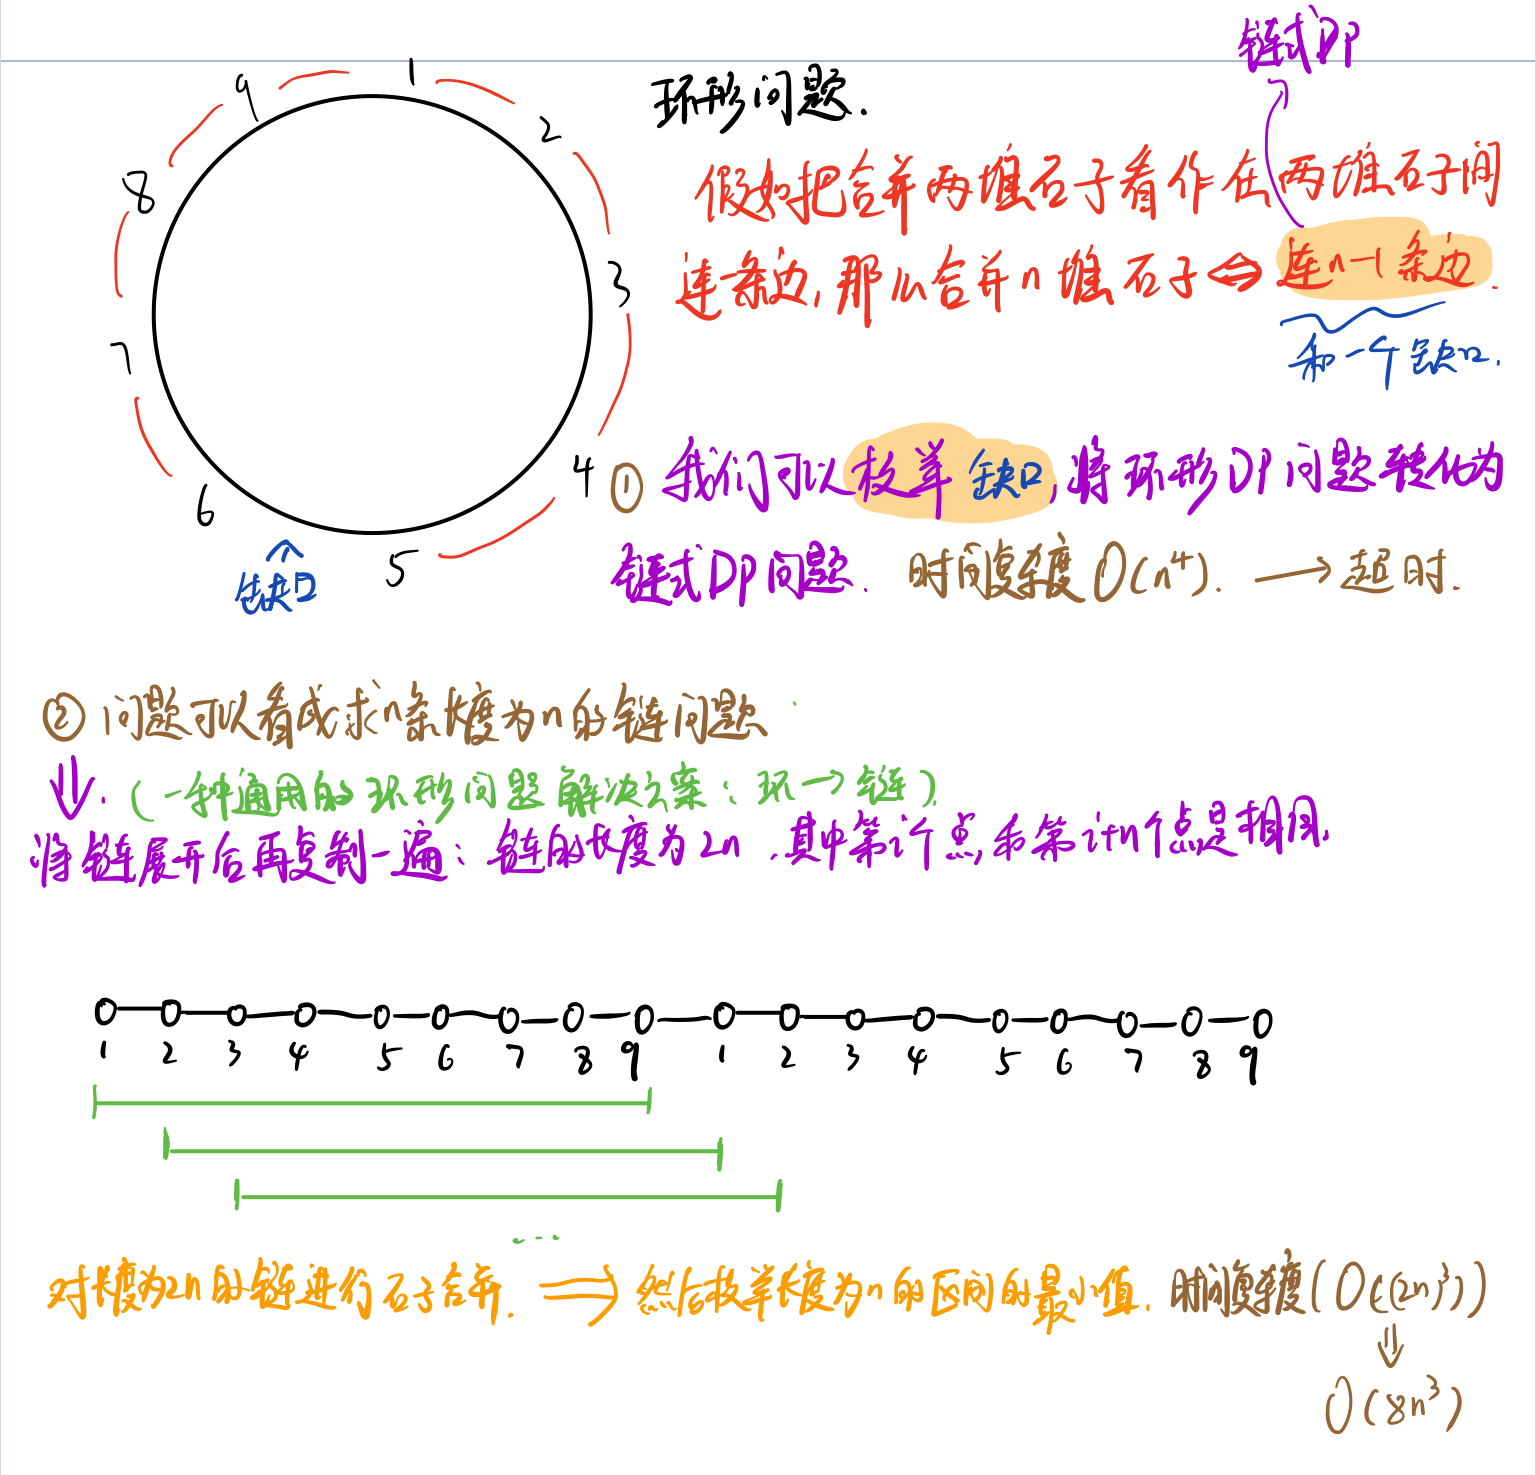 链式DP
环形问题.
假如把合并两堆石子看作在两堆石子间
连一条边,那么合并n堆石子⇔连n-1条边.
和一个缺口.
1
2
3
4
5
6
7
8
9
缺口
① 我们可以枚举缺口,将环形DP问题转化为
链式DP问题. 时间复杂度O(n⁴). → 超时.
② 问题可以看成求n条长度为n的链问题
⇓.(一种通用的环形问题解决方案:环→链)
将链展开后再复制一遍:链的长度为2n,其中第i个点和第i+n个点是相同.
1 2 3 4 5 6 7 8 9 1 2 3 4 5 6 7 8 9
...
对长度为2n的链进行石子合并. ⇒ 然后枚举长度为n的区间的最小值. 时间复杂度(O((2n)³))
⇓
O(8n³)